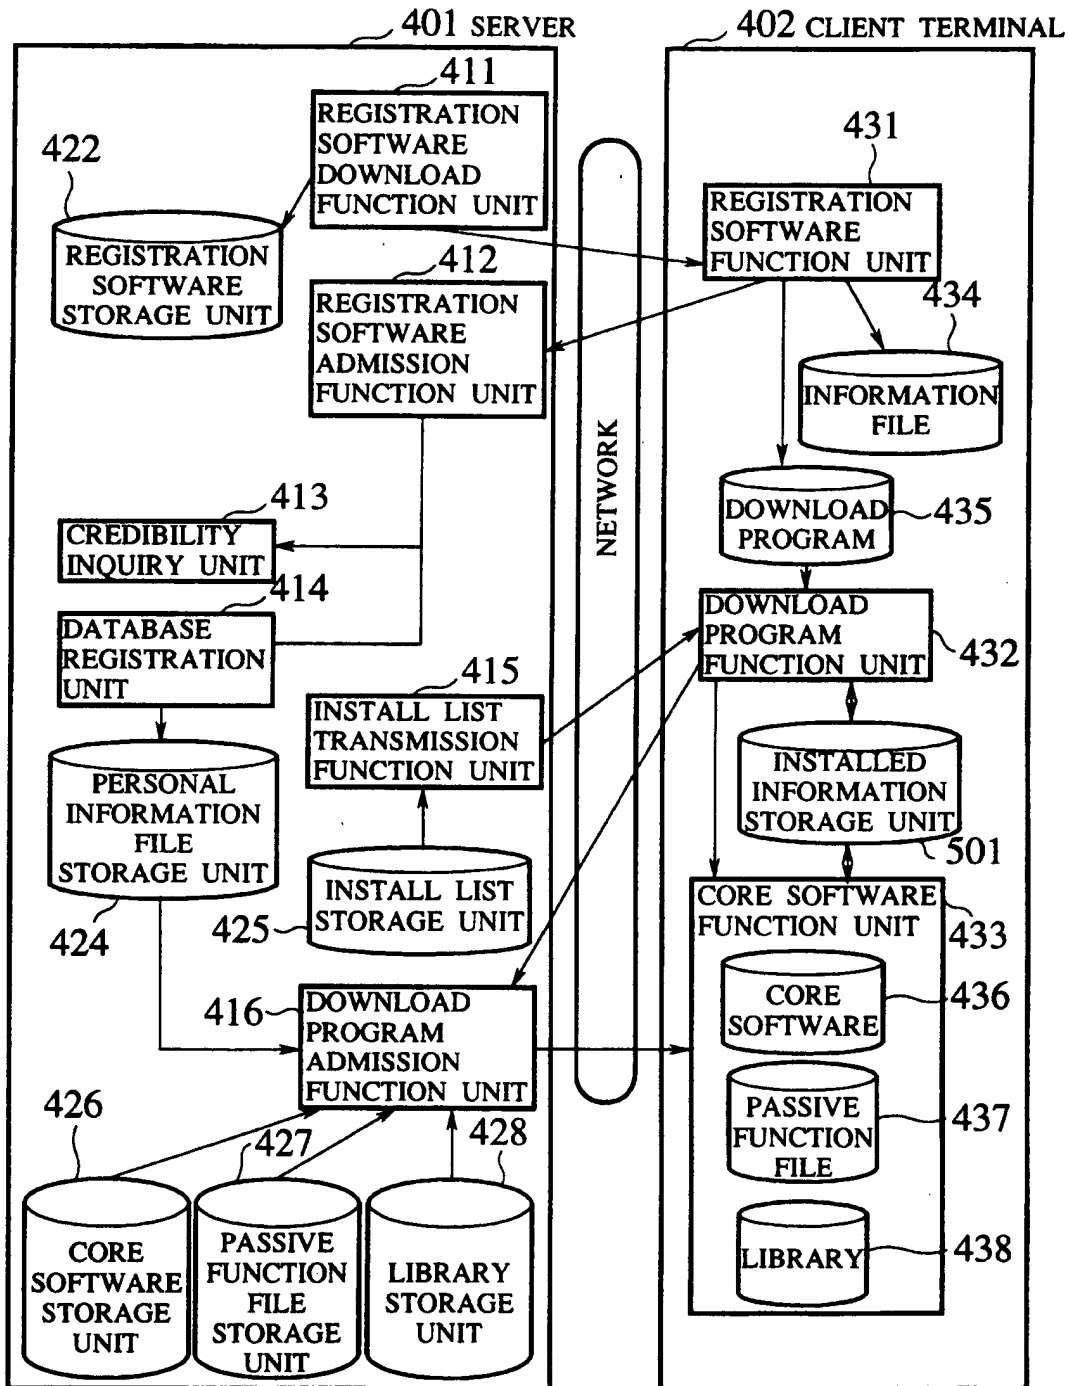 401 SERVER
402 CLIENT TERMINAL
411
REGISTRATION
SOFTWARE
DOWNLOAD
FUNCTION UNIT
422
REGISTRATION
SOFTWARE
STORAGE UNIT
412
REGISTRATION
SOFTWARE
ADMISSION
FUNCTION UNIT
413
CREDIBILITY
INQUIRY UNIT
414
DATABASE
REGISTRATION
UNIT
415
INSTALL LIST
TRANSMISSION
FUNCTION UNIT
PERSONAL
INFORMATION
FILE
STORAGE UNIT
424
INSTALL LIST
STORAGE UNIT
425
416
DOWNLOAD
PROGRAM
ADMISSION
FUNCTION UNIT
426
427
428
CORE
SOFTWARE
STORAGE
UNIT
PASSIVE
FUNCTION
FILE
STORAGE
UNIT
LIBRARY
STORAGE
UNIT
NETWORK
431
REGISTRATION
SOFTWARE
FUNCTION UNIT
434
INFORMATION
FILE
DOWNLOAD
PROGRAM
435
DOWNLOAD
PROGRAM
FUNCTION UNIT
432
INSTALLED
INFORMATION
STORAGE UNIT
501
CORE SOFTWARE
FUNCTION UNIT
433
CORE
SOFTWARE
436
PASSIVE
FUNCTION
FILE
437
LIBRARY
438